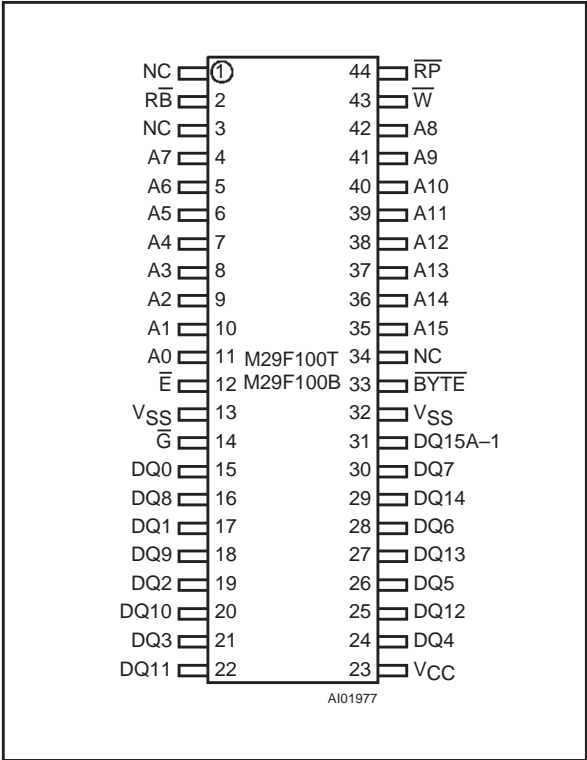 NC 1 44 R̅P̅
RB̅ 2 43 W̅
NC 3 42 A8
A7 4 41 A9
A6 5 40 A10
A5 6 39 A11
A4 7 38 A12
A3 8 37 A13
A2 9 36 A14
A1 10 35 A15
A0 11 M29F100T 34 NC
E̅ 12 M29F100B 33 B̅Y̅T̅E̅
VSS 13 32 VSS
G̅ 14 31 DQ15A–1
DQ0 15 30 DQ7
DQ8 16 29 DQ14
DQ1 17 28 DQ6
DQ9 18 27 DQ13
DQ2 19 26 DQ5
DQ10 20 25 DQ12
DQ3 21 24 DQ4
DQ11 22 23 VCC
AI01977